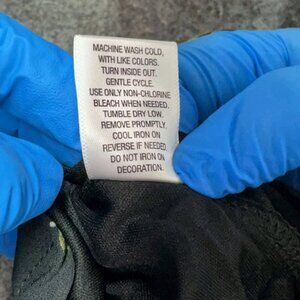 MACHINE WASH COLD,
WITH LIKE COLORS.
TURN INSIDE OUT.
GENTLE CYCLE.
USE ONLY NON-CHLORINE
BLEACH WHEN NEEDED.
TUMBLE DRY LOW.
REMOVE PROMPTLY.
COOL IRON ON
REVERSE IF NEEDED
DO NOT IRON ON
DECORATION.